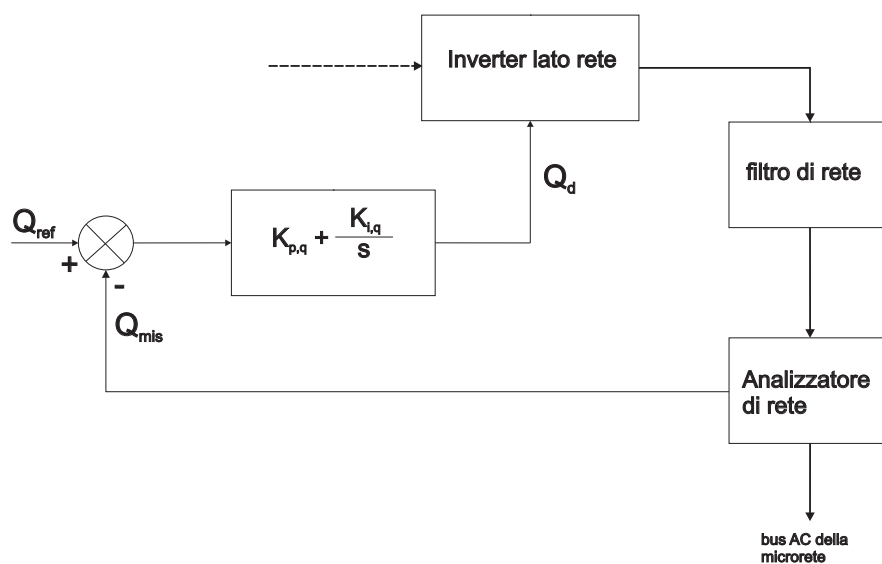 Inverter lato rete
filtro di rete
Q_d
Q_ref
+
K_p,q + K_i,q / s
-
Q_mis
Analizzatore
di rete
bus AC della
microrete